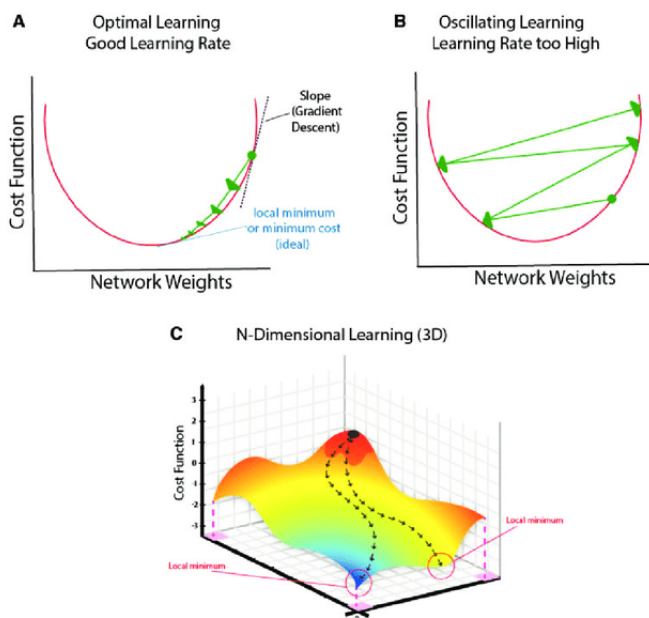 A
Optimal Learning
Good Learning Rate
Cost Function
Slope
(Gradient
Descent)
local minimum
or minimum cost
(ideal)
Network Weights
B
Oscillating Learning
Learning Rate too High
Cost Function
Network Weights
C
N-Dimensional Learning (3D)
Cost Function
3
2
1
0
-1
-2
-3
Local minimum
Local minimum